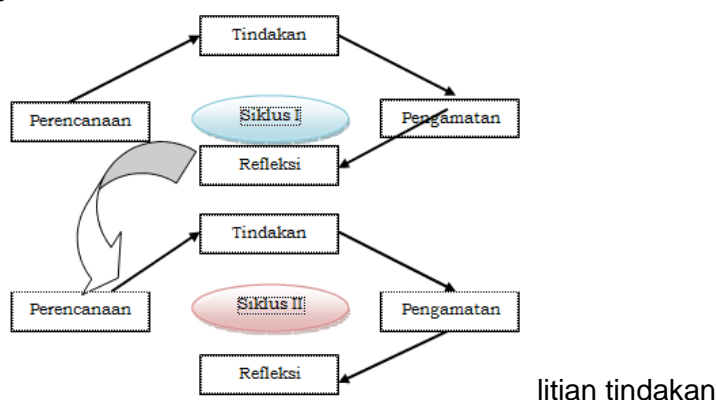 Tindakan
Perencanaan
Siklus I
Pengamatan
Refleksi
Tindakan
Perencanaan
Siklus II
Pengamatan
Refleksi
litian tindakan